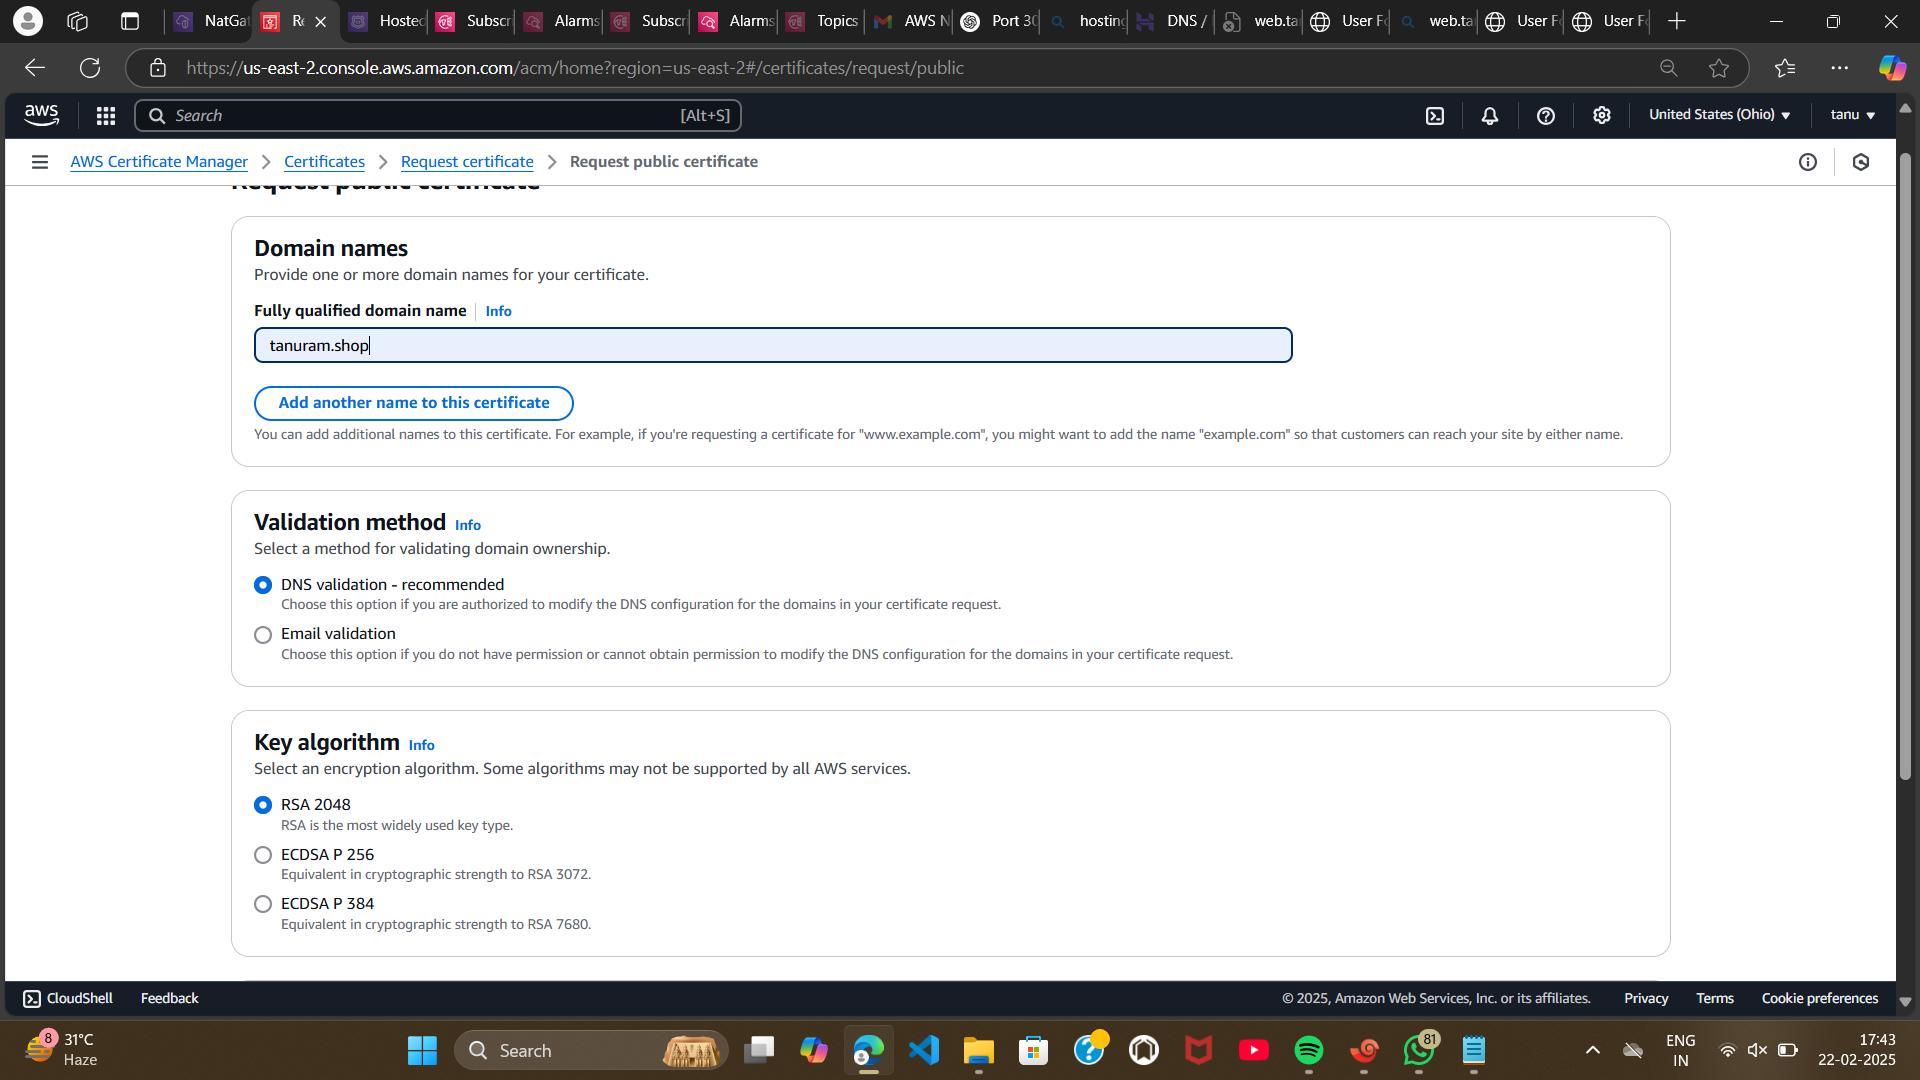 NatGat
Re
Hosted
Subscri
Alarms
Subscri
Alarms
Topics
AWS N
Port 30
hosting
DNS /
web.ta
User Fo
web.ta
User Fo
User Fo
https://us-east-2.console.aws.amazon.com/acm/home?region=us-east-2#/certificates/request/public
aws
Search [Alt+S]
United States (Ohio)
tanu
AWS Certificate Manager
Certificates
Request certificate
Request public certificate
Request public certificate
Domain names
Provide one or more domain names for your certificate.
Fully qualified domain name Info
tanuram.shop
Add another name to this certificate
You can add additional names to this certificate. For example, if you're requesting a certificate for "www.example.com", you might want to add the name "example.com" so that customers can reach your site by either name.
Validation method Info
Select a method for validating domain ownership.
DNS validation - recommended
Choose this option if you are authorized to modify the DNS configuration for the domains in your certificate request.
Email validation
Choose this option if you do not have permission or cannot obtain permission to modify the DNS configuration for the domains in your certificate request.
Key algorithm Info
Select an encryption algorithm. Some algorithms may not be supported by all AWS services.
RSA 2048
RSA is the most widely used key type.
ECDSA P 256
Equivalent in cryptographic strength to RSA 3072.
ECDSA P 384
Equivalent in cryptographic strength to RSA 7680.
CloudShell
Feedback
© 2025, Amazon Web Services, Inc. or its affiliates.
Privacy
Terms
Cookie preferences
8
31°C
Haze
Search
81
ENG
IN
17:43
22-02-2025